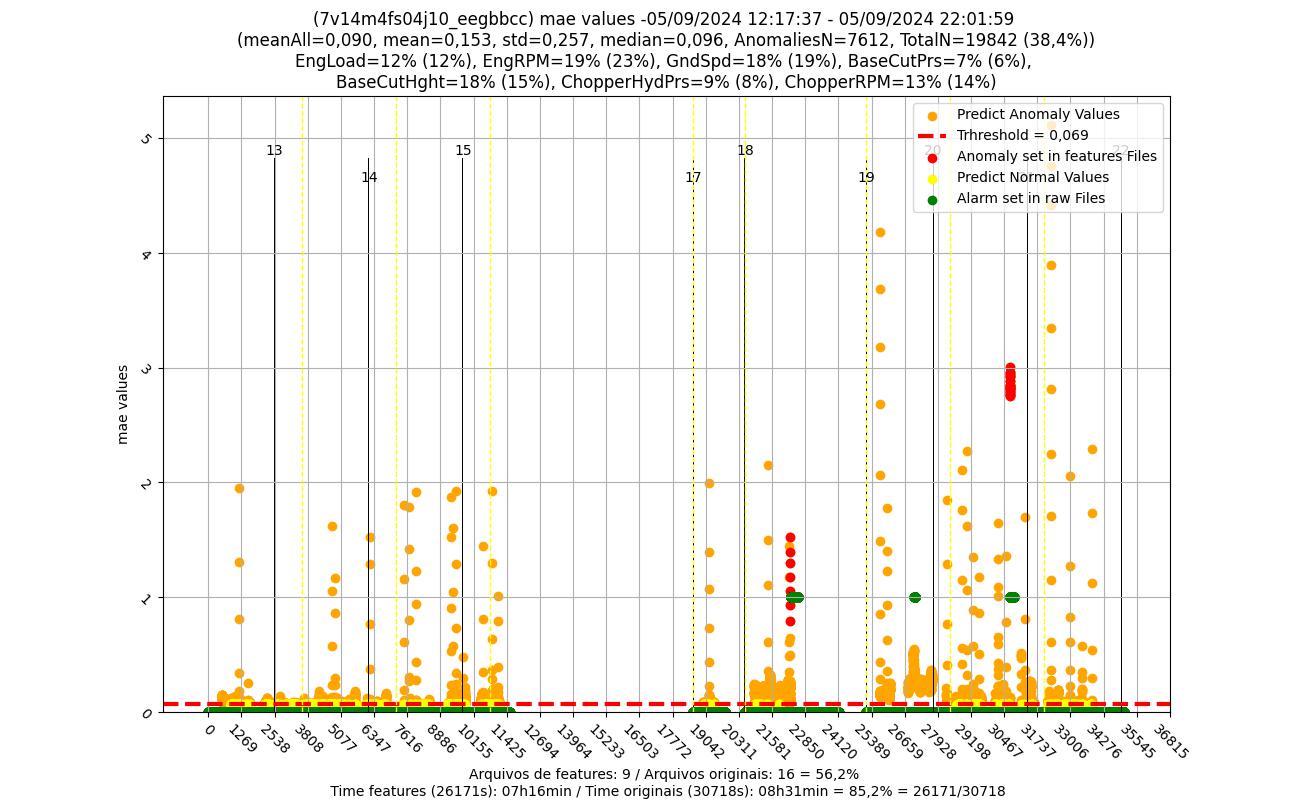 (7v14m4fs04j10_eegbbcc) mae values -05/09/2024 12:17:37 - 05/09/2024 22:01:59
(meanAll=0,090, mean=0,153, std=0,257, median=0,096, AnomaliesN=7612, TotalN=19842 (38,4%))
EngLoad=12% (12%), EngRPM=19% (23%), GndSpd=18% (19%), BaseCutPrs=7% (6%),
BaseCutHght=18% (15%), ChopperHydPrs=9% (8%), ChopperRPM=13% (14%)
Predict Anomaly Values
Trhreshold = 0,069
Anomaly set in features Files
Predict Normal Values
Alarm set in raw Files
13 15 18 20 22
14 17 19
5
4
3
2
1
0
mae values
0 1269 2538 3808 5077 6347 7616 8886 10155 11425 12694 13964 15233 16503 17772 19042 20311 21581 22850 24120 25389 26659 27928 29198 30467 31737 33006 34276 35545 36815
Arquivos de features: 9 / Arquivos originais: 16 = 56,2%
Time features (26171s): 07h16min / Time originais (30718s): 08h31min = 85,2% = 26171/30718